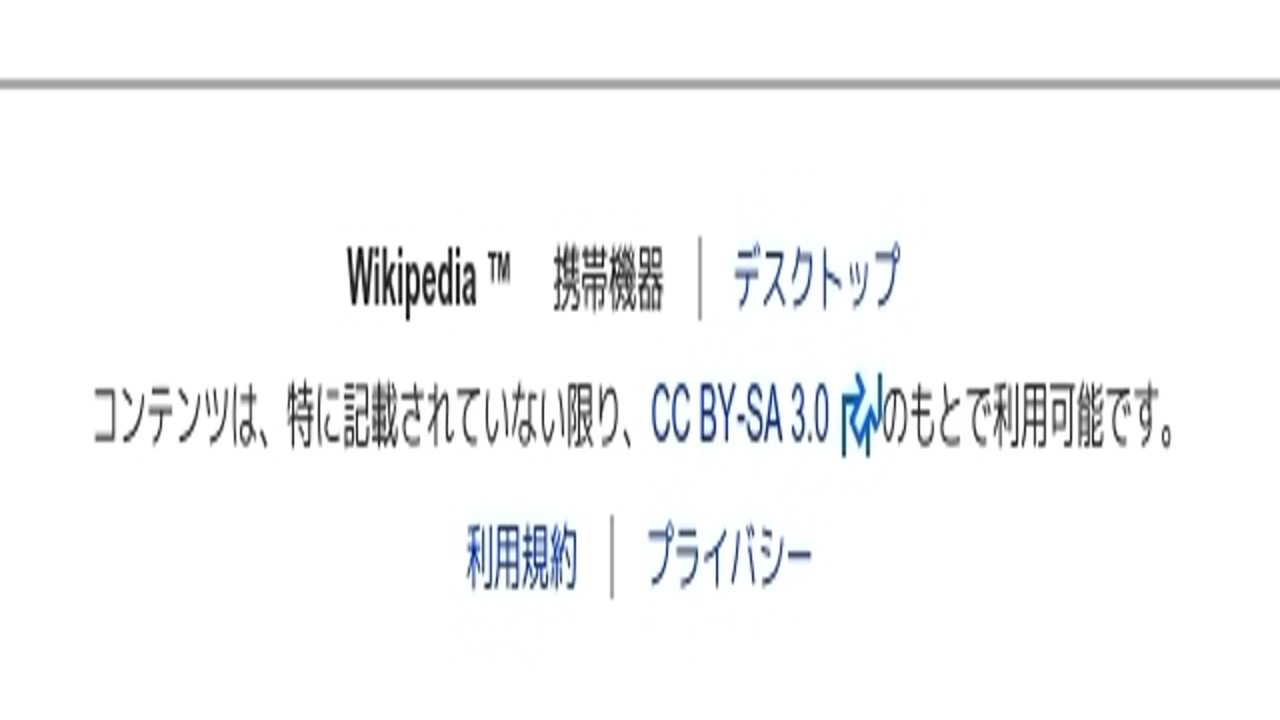 Wikipedia ™ 携帯機器 | デスクトップ
コンテンツは、特に記載されていない限り、CC BY-SA 3.0 のもとで利用可能です。
利用規約 | プライバシー